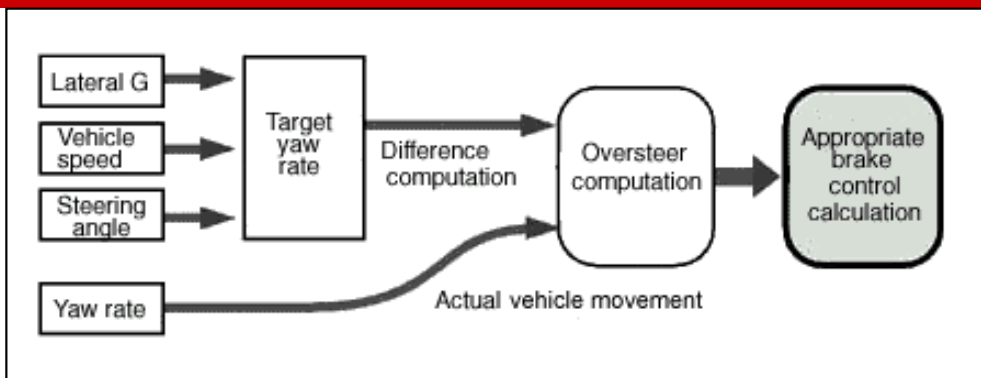 Lateral G
Vehicle
speed
Steering
angle
Yaw rate
Target
yaw
rate
Difference
computation
Actual vehicle movement
Oversteer
computation
Appropriate
brake
control
calculation